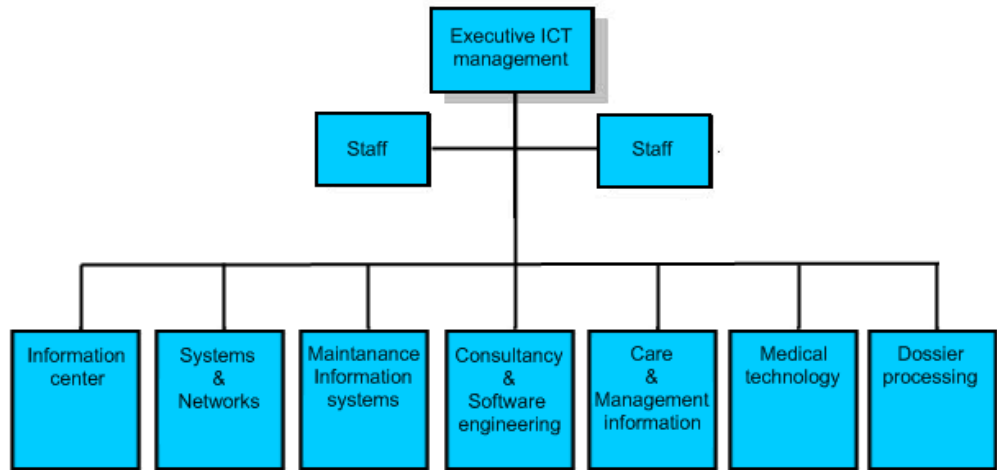 Executive ICT
management
Staff
Staff
Information
center
Systems
&
Networks
Maintanance
Information
systems
Consultancy
&
Software
engineering
Care
&
Management
information
Medical
technology
Dossier
processing